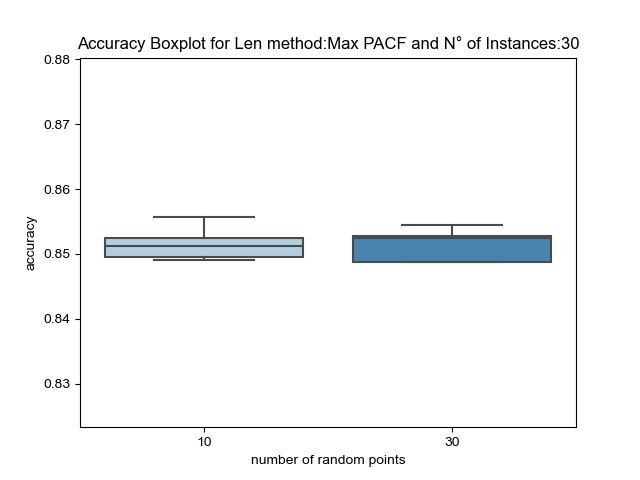 Accuracy Boxplot for Len method:Max PACF and N° of Instances:30
0.88
0.87
0.86
0.85
0.84
0.83
accuracy
10
30
number of random points